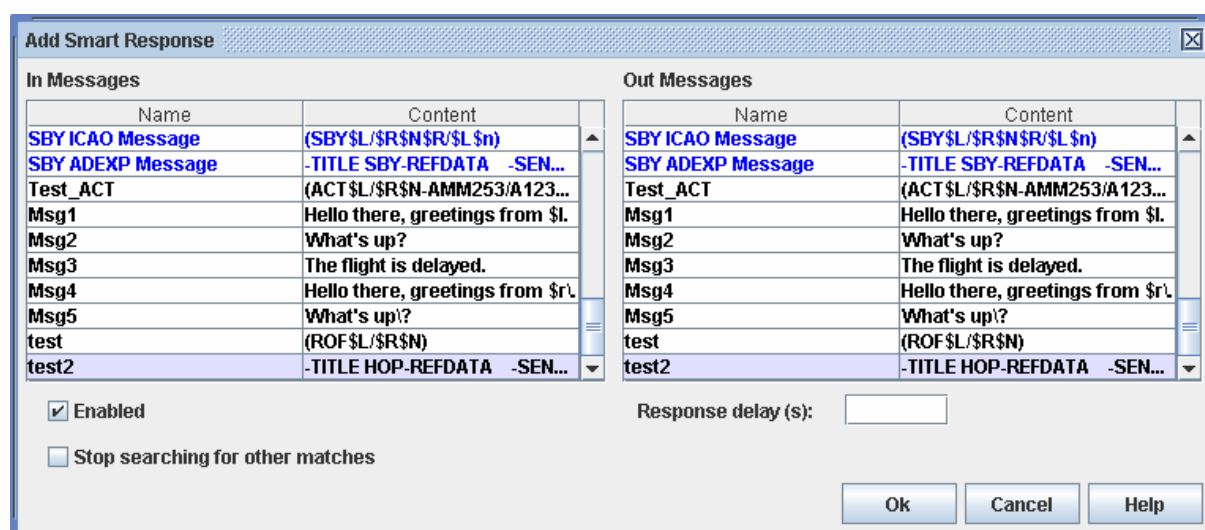 Add Smart Response
In Messages
Name Content
SBY ICAO Message (SBY$L/$R$N$R/$L$n)
SBY ADEXP Message -TITLE SBY-REFDATA -SEN...
Test_ACT (ACT$L/$R$N-AMM253/A123...
Msg1 Hello there, greetings from $l.
Msg2 What's up?
Msg3 The flight is delayed.
Msg4 Hello there, greetings from $r\.
Msg5 What's up\?
test (ROF$L/$R$N)
test2 -TITLE HOP-REFDATA -SEN...
Enabled
Stop searching for other matches
Out Messages
Name Content
SBY ICAO Message (SBY$L/$R$N$R/$L$n)
SBY ADEXP Message -TITLE SBY-REFDATA -SEN...
Test_ACT (ACT$L/$R$N-AMM253/A123...
Msg1 Hello there, greetings from $l.
Msg2 What's up?
Msg3 The flight is delayed.
Msg4 Hello there, greetings from $r\.
Msg5 What's up\?
test (ROF$L/$R$N)
test2 -TITLE HOP-REFDATA -SEN...
Response delay (s):
Ok Cancel Help